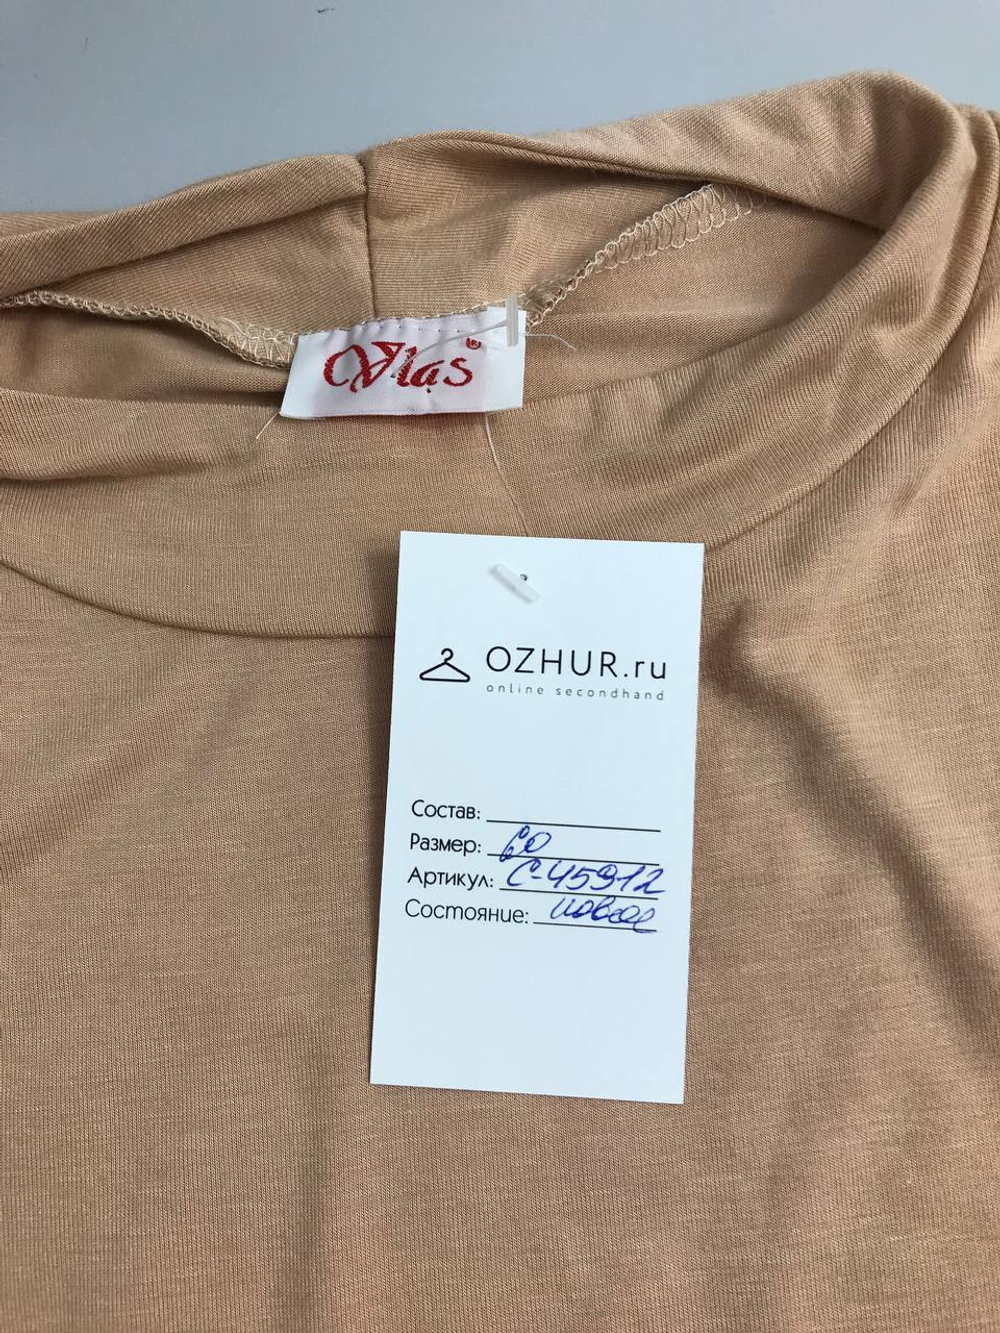 Vlas ®
OZHUR.ru
online secondhand
Состав:
Размер: 60
Артикул: С-45912
Состояние: новое